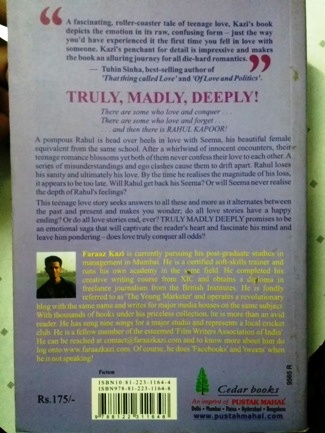 “A fascinating, roller-coaster tale of teenage love, Kazi's book
depicts the emotion in its raw, confusing form – just the way
you'd have experienced it the first time you fell in love with
someone. Kazi's penchant for detail is impressive and makes
the book an alluring journey for all die-hard romantics.”
— Tuhin Sinha, best-selling author of
'That thing called Love' and 'Of Love and Politics'.
TRULY, MADLY, DEEPLY!
There are some who love and conquer . . .
There are some who love and forget . . .
. . . and then there is RAHUL KAPOOR!
A pompous Rahul is head over heels in love with Seema, his beautiful female
equivalent from the same school. After a whirlwind of innocent encounters, their
teenage romance blossoms yet both of them never confess their love to each other. A
series of misunderstandings and ego clashes cause them to drift apart. Rahul loses
his sanity and ultimately his love. By the time he realises the magnitude of his loss,
it appears to be too late. Will Rahul get back his Seema? Or will Seema never realise
the depth of Rahul's feelings?
This teenage love story seeks answers to all these and more as it alternates between
the past and present and makes you wonder; do all love stories have a happy
ending? Or do all love stories end, ever? TRULY MADLY DEEPLY promises to be
an emotional saga that will captivate the reader's heart and fascinate his mind and
leave him pondering – does love truly conquer all odds?
Faraaz Kazi is currently pursuing his post-graduate studies in
management in Mumbai. He is a certified soft-skills trainer and
runs his own academy in the same field. He completed his
creative writing course from XIC and obtains a diploma in
freelance journalism from the British Institutes. He is fondly
referred to as 'The Young Marketer' and operates a revolutionary
blog with the same name and writes for major media houses on the same subject.
With thousands of books under his priceless collection, he is more than an avid
reader. He has sung nine songs for a major studio and represents a local cricket
club. He is a fellow member of the esteemed 'Film Writers Association of India'.
He can be reached at contact@faraazkazi.com and to know more about him do
log onto www.faraazkazi.com. Of course, he does 'Facebooks' and 'tweets' when
he is not speaking!
Fiction
Rs.175/-
ISBN10:81-223-1164-4
ISBN978-81-223-1164-8
9 788122 311648
Cedar books
An imprint of PUSTAK MAHAL
Delhi • Mumbai • Patna • Hyderabad • Bangalore
www.pustakmahal.com